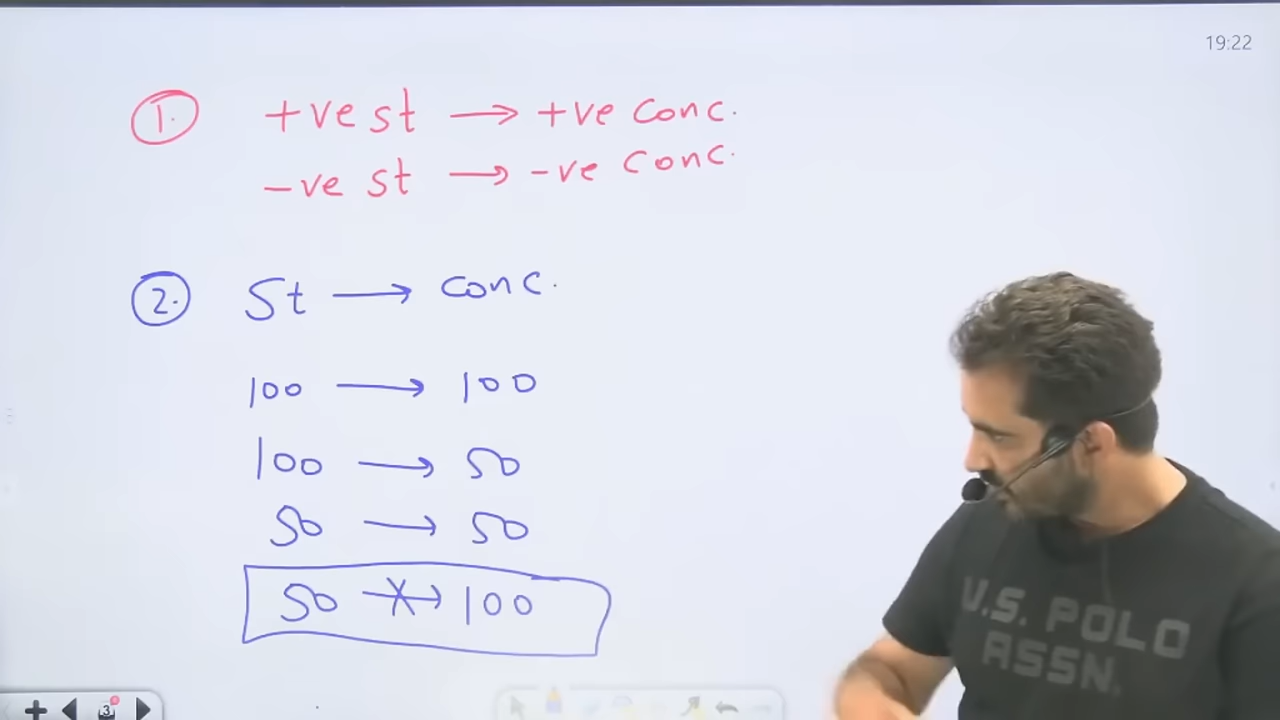 19:22
1. +ve st → +ve conc.
-ve st → -ve conc.
2. St → conc.
100 → 100
100 → 50
50 → 50
50 ↛ 100
U.S. POLO
ASSN.
3